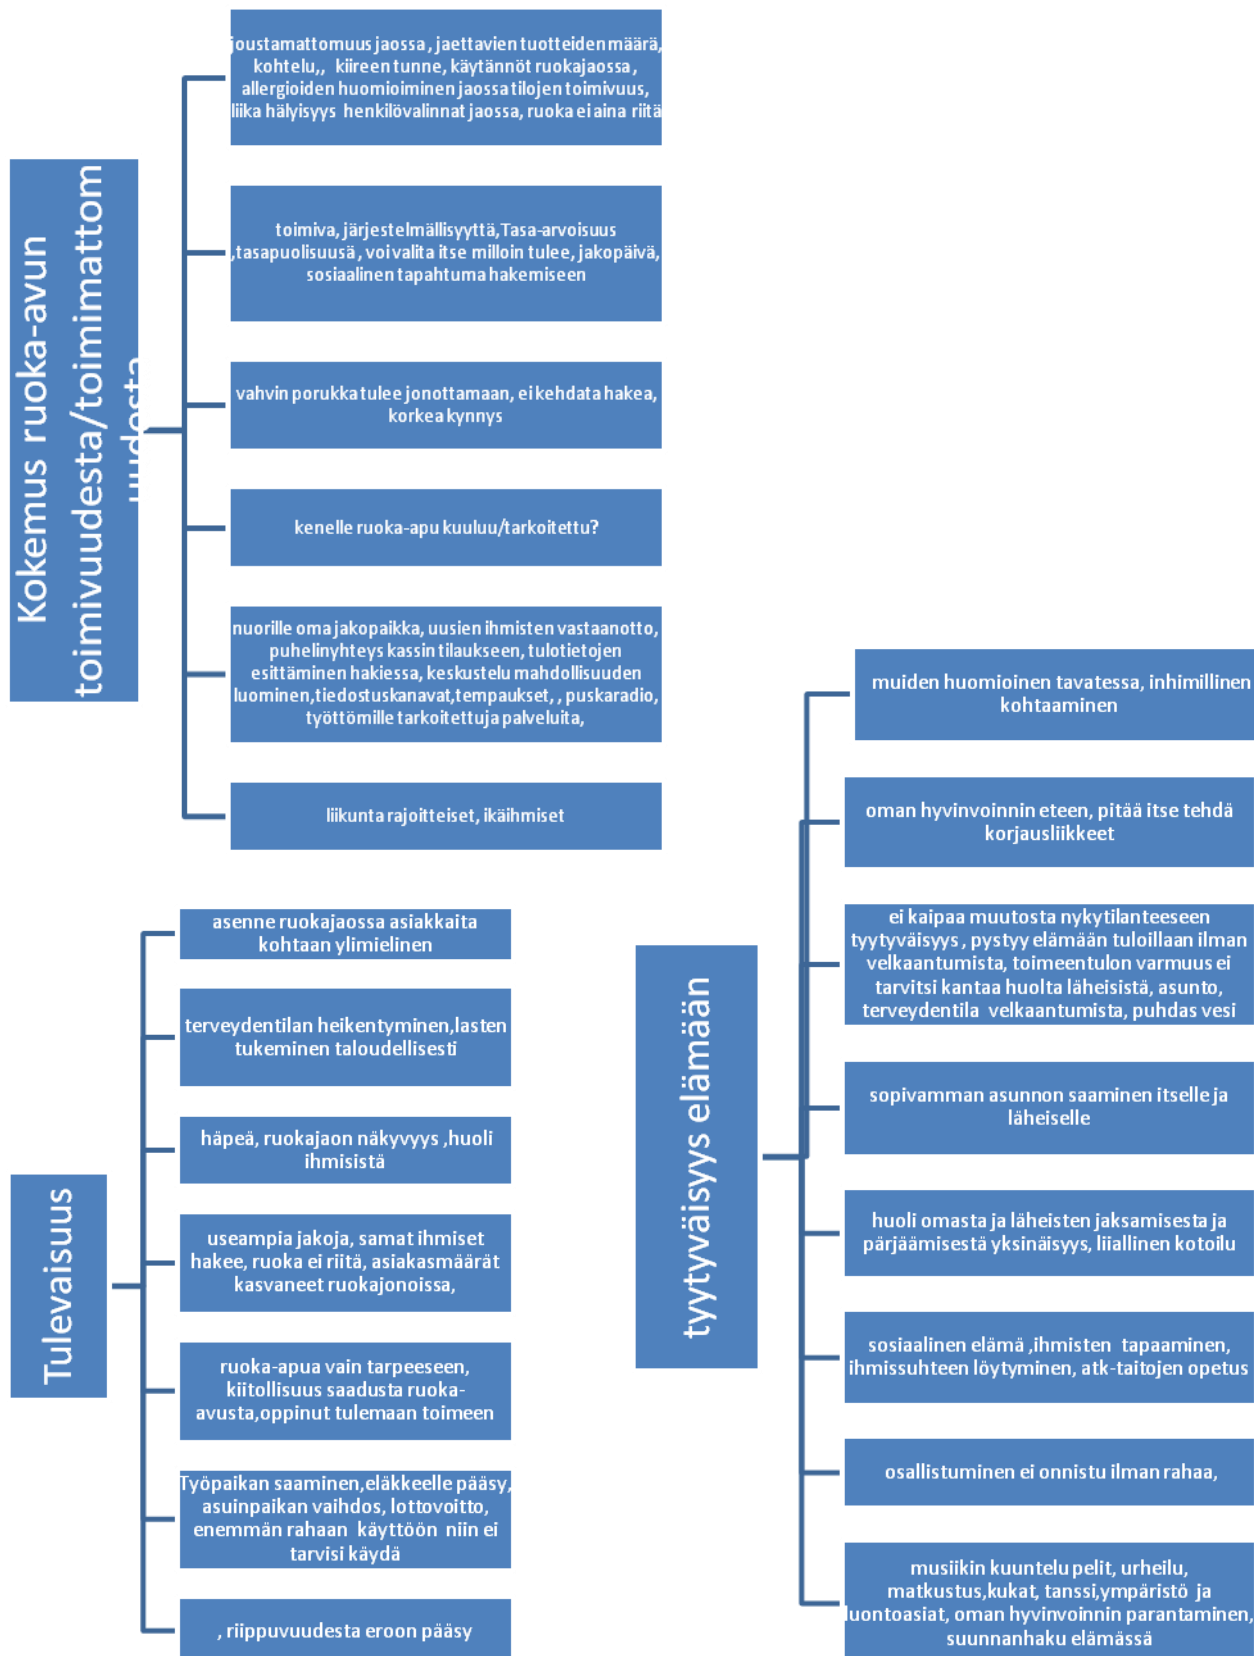 Kokemus ruoka-avun
toimivuudesta/toimimattom
uudesta
joustamattomuus jaossa , jaettavien tuotteiden määrä,
kohtelu,, kiireen tunne, käytännöt ruokajaossa ,
allergioiden huomioiminen jaossa tilojen toimivuus,
liika hälyisyys henkilövalinnat jaossa, ruoka ei aina riitä
toimiva, järjestelmällisyyttä,Tasa-arvoisuus
,tasapuolisuusä , voi valita itse milloin tulee, jakopäivä,
sosiaalinen tapahtuma hakemiseen
vahvin porukka tulee jonottamaan, ei kehdata hakea,
korkea kynnys
kenelle ruoka-apu kuuluu/tarkoitettu?
nuorille oma jakopaikka, uusien ihmisten vastaanotto,
puhelinyhteys kassin tilaukseen, tulotietojen
esittäminen hakiessa, keskustelu mahdollisuuden
luominen,tiedostuskanavat,tempaukset, , puskaradio,
työttömille tarkoitettuja palveluita,
liikunta rajoitteiset, ikäihmiset
Tulevaisuus
asenne ruokajaossa asiakkaita
kohtaan ylimielinen
terveydentilan heikentyminen,lasten
tukeminen taloudellisesti
häpeä, ruokajaon näkyvyys ,huoli
ihmisistä
useampia jakoja, samat ihmiset
hakee, ruoka ei riitä, asiakasmäärät
kasvaneet ruokajonoissa,
ruoka-apua vain tarpeeseen,
kiitollisuus saadusta ruoka-
avusta,oppinut tulemaan toimeen
Työpaikan saaminen,eläkkeelle pääsy,
asuinpaikan vaihdos, lottovoitto,
enemmän rahaan käyttöön niin ei
tarvisi käydä
, riippuvuudesta eroon pääsy
tyytyväisyys elämään
muiden huomioinen tavatessa, inhimillinen
kohtaaminen
oman hyvinvoinnin eteen, pitää itse tehdä
korjausliikkeet
ei kaipaa muutosta nykytilanteeseen
tyytyväisyys , pystyy elämään tuloillaan ilman
velkaantumista, toimeentulon varmuus ei
tarvitsi kantaa huolta läheisistä, asunto,
terveydentila velkaantumista, puhdas vesi
sopivamman asunnon saaminen itselle ja
läheiselle
huoli omasta ja läheisten jaksamisesta ja
pärjäämisestä yksinäisyys, liiallinen kotoilu
sosiaalinen elämä ,ihmisten tapaaminen,
ihmissuhteen löytyminen, atk-taitojen opetus
osallistuminen ei onnistu ilman rahaa,
musiikin kuuntelu pelit, urheilu,
matkustus,kukat, tanssi,ympäristö ja
luontoasiat, oman hyvinvoinnin parantaminen,
suunnanhaku elämässä